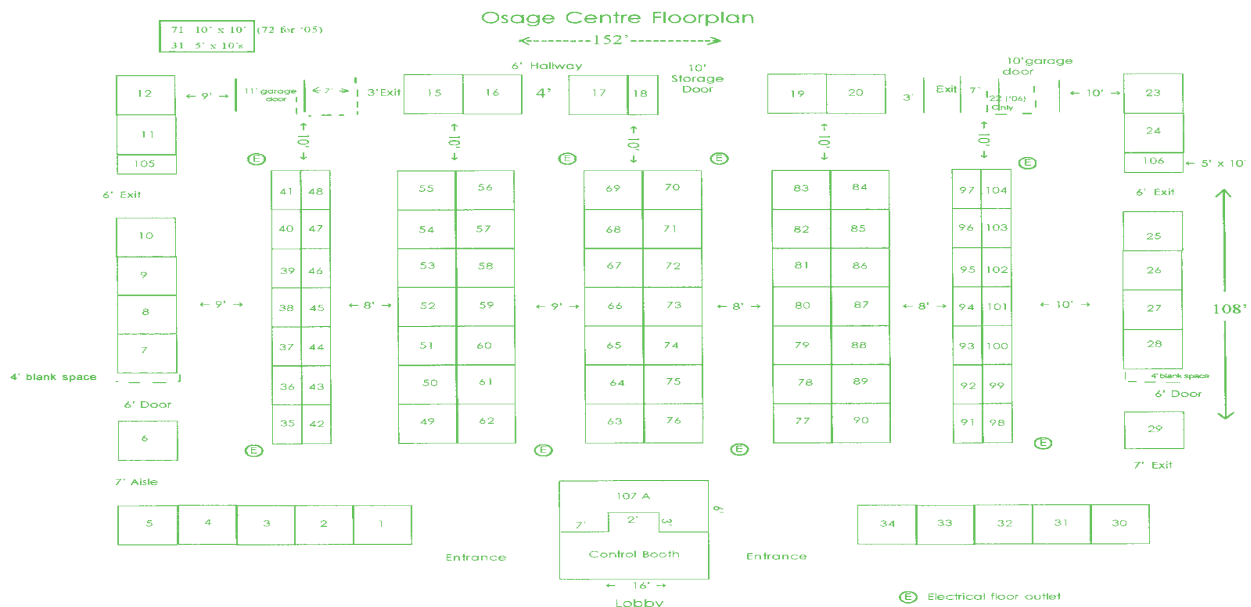 Osage Centre Floorplan
71 10' x 10' (72 for '05)
31 5' x 10's
152'
6' Hallway
10' Storage Door
10' garage door
12
9'
11' garage door
7'
3' Exit
15 16
4'
17 18
19 20
3'
Exit
7'
22 ('06) Only
10'
23
11
24
105
10'
10'
10'
10'
10'
106
5' x 10'
E E E E
6' Exit
6' Exit
41 48 55 56 69 70 83 84 97 104
10 40 47 54 57 68 71 82 85 96 103 25
9 39 46 53 58 67 72 81 86 95 102 26
8 9' 38 45 8' 52 59 9' 66 73 8' 80 87 8' 94 101 10' 27
108'
7 37 44 51 60 65 74 79 88 93 100 28
4' blank space
36 43 50 61 64 75 78 89 92 99
4' blank space
6' Door
6' Door
6 35 42 49 62 63 76 77 90 91 98 29
E E E E
7' Aisle
7' Exit
107 A
9'
5 4 3 2 1
7' 2' 3'
34 33 32 31 30
Entrance
Control Booth
Entrance
16'
Lobby
E Electrical floor outlet